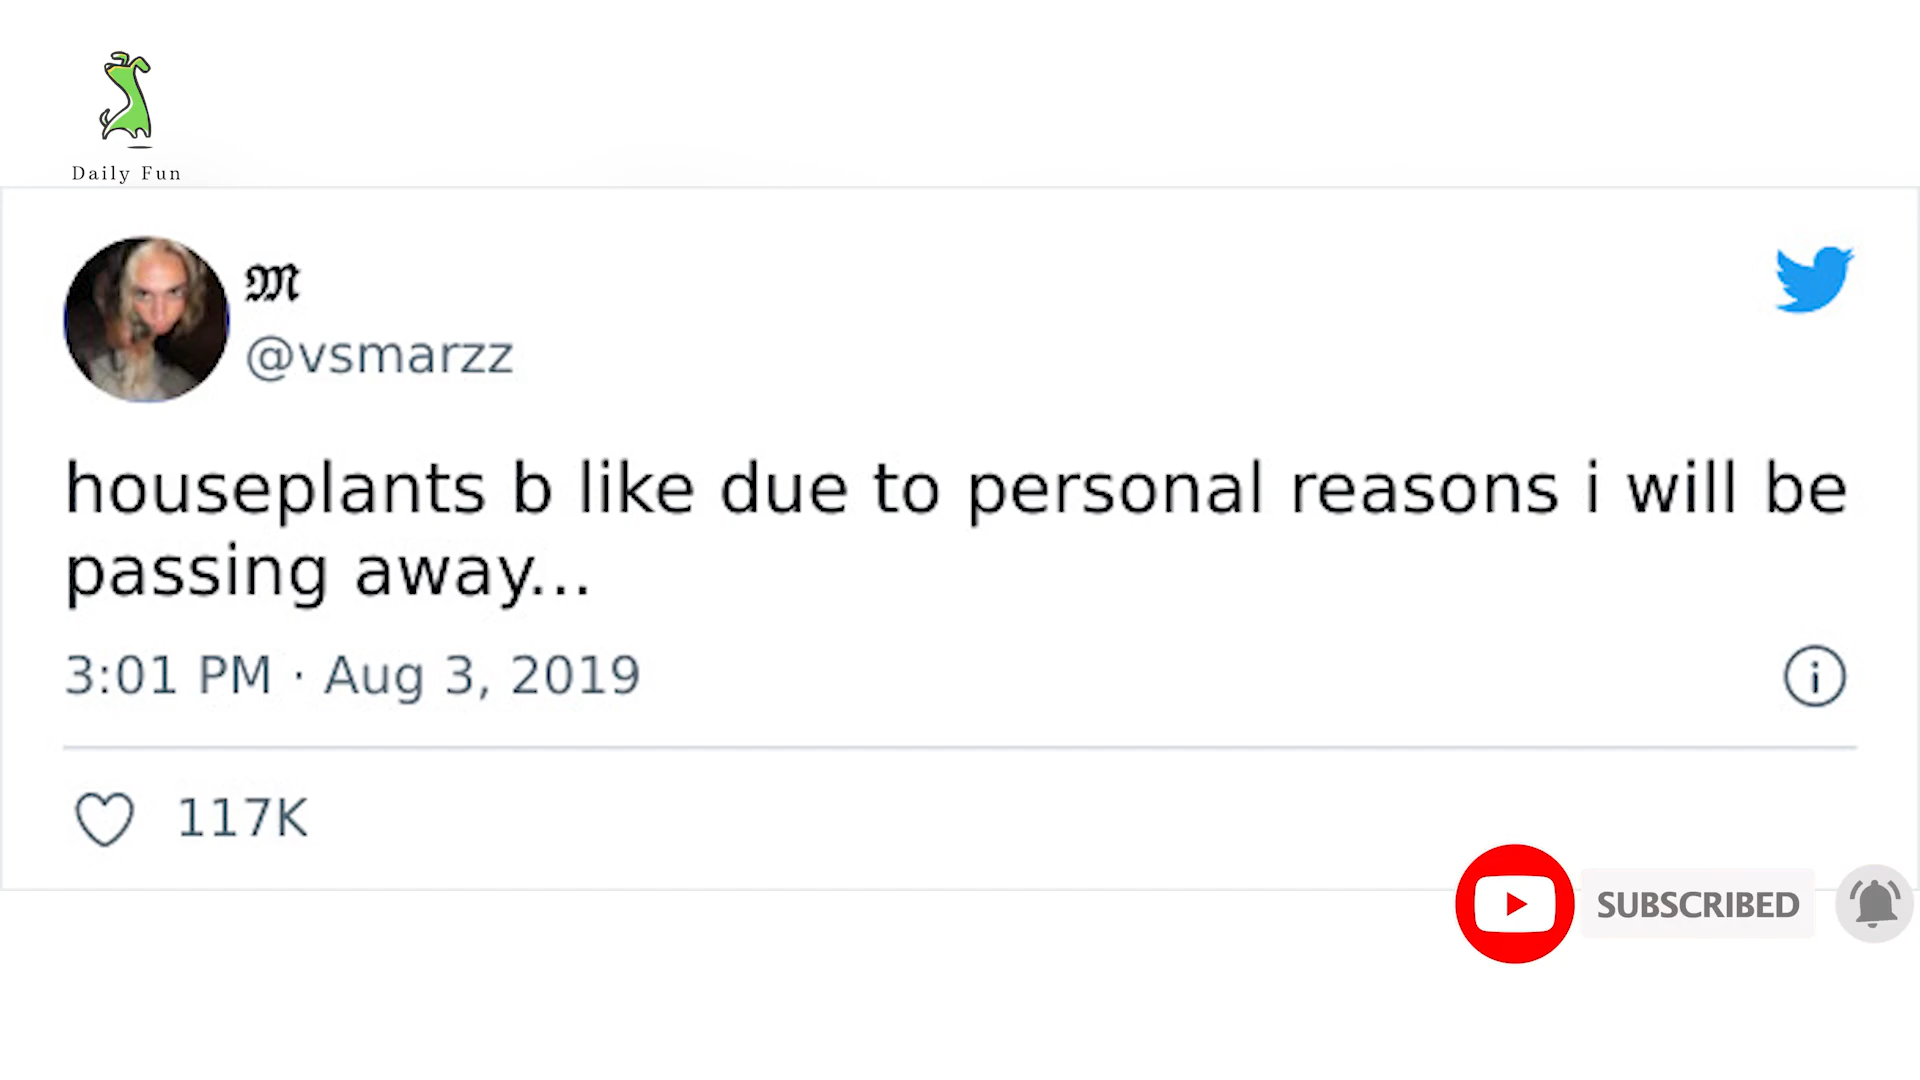 Daily Fun
𝔐
@vsmarzz
houseplants b like due to personal reasons i will be
passing away...
3:01 PM · Aug 3, 2019
117K
SUBSCRIBED